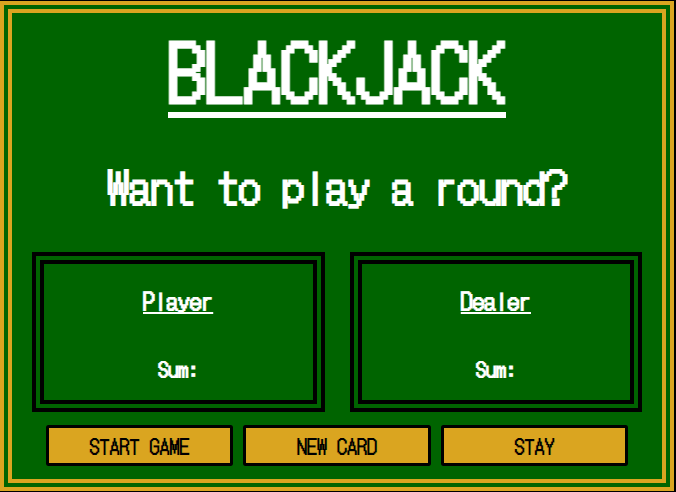 BLACKJACK
Want to play a round?
Player
Dealer
Sum:
Sum:
START GAME
NEW CARD
STAY